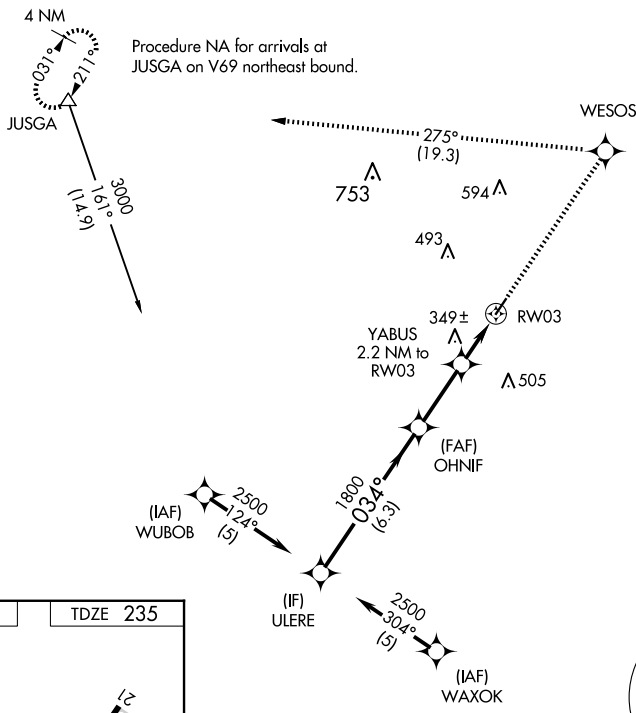 4 NM
031°
211°
JUSGA
Procedure NA for arrivals at
JUSGA on V69 northeast bound.
3000
161°
(14.9)
275°
(19.3)
WESOS
753
594
493
349±
RW03
YABUS
2.2 NM to
RW03
505
(FAF)
OHNIF
1800
034°
(6.3)
(IAF)
WUBOB
2500
124°
(5)
(IF)
ULERE
2500
304°
(5)
(IAF)
WAXOK
TDZE 235
21